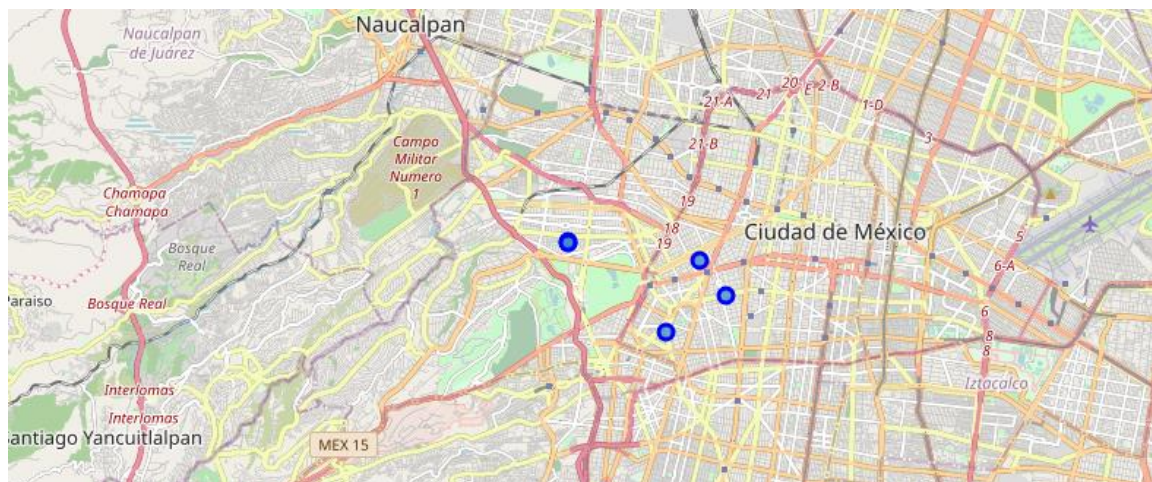 Naucalpan
Naucalpan
de Juárez
20
E
2-B
21-A
21
1-D
3
21-B
Campo
Militar
Numero
1
Chamapa
Chamapa
19
18
19
Ciudad de México
5
Bosque
Real
6-A
Paraiso
Bosque Real
6
8
8
Iztacalco
Interlomas
Interlomas
Santiago Yancuitlalpan
MEX 15